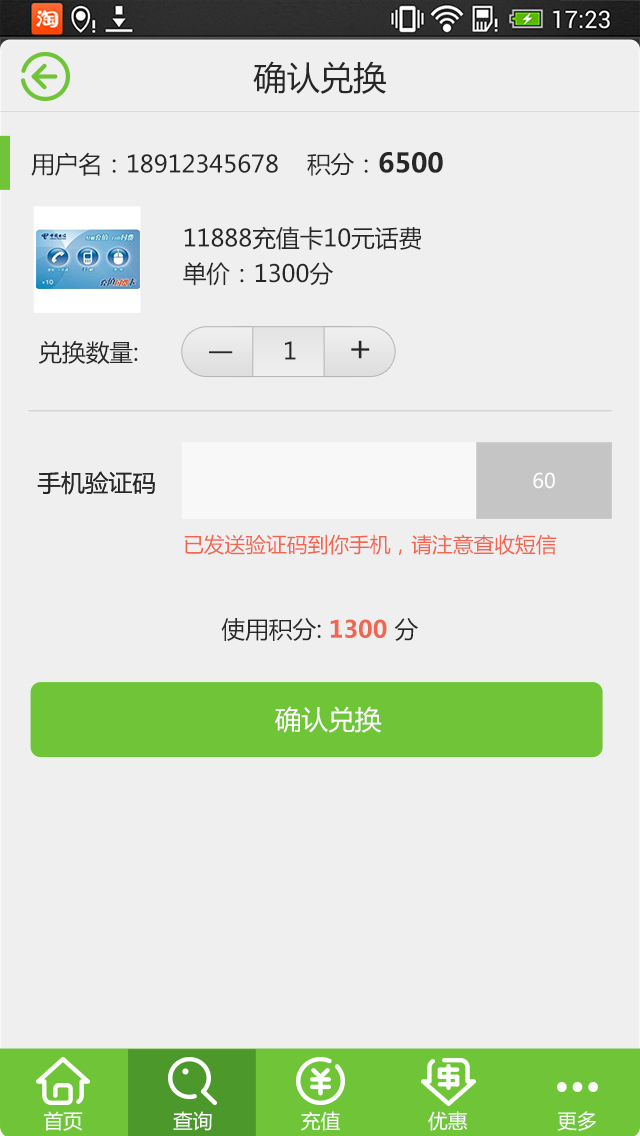 淘 17:23
确认兑换
用户名：18912345678 积分：6500
11888充值卡10元话费
单价：1300分
兑换数量: — 1 +
手机验证码 60
已发送验证码到你手机，请注意查收短信
使用积分: 1300 分
确认兑换
首页 查询 充值 优惠 更多